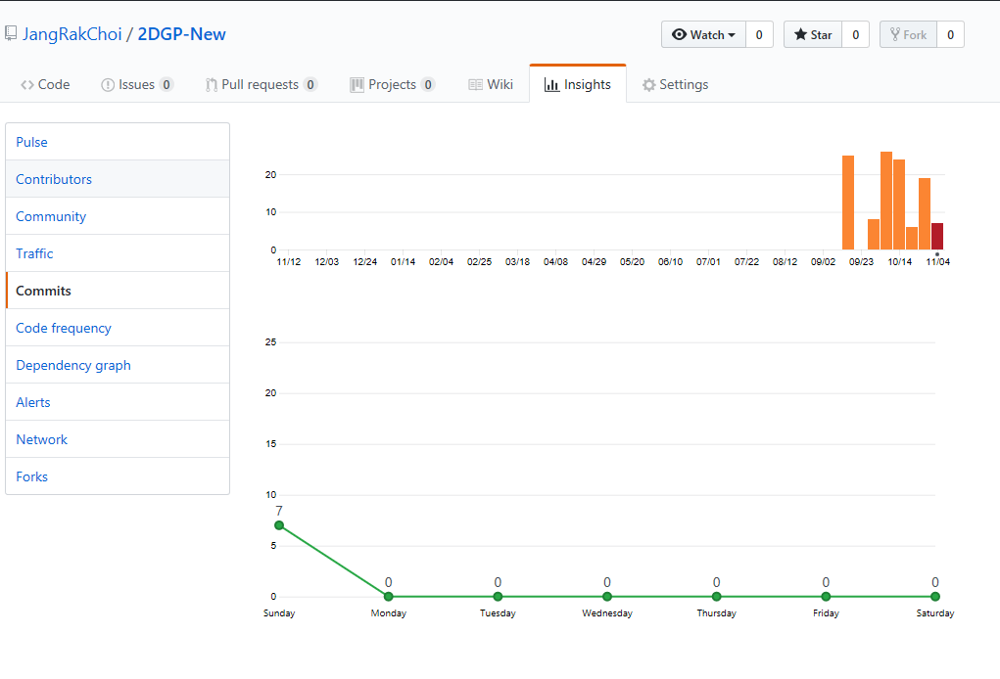 JangRakChoi / 2DGP-New
Watch 0 Star 0 Fork 0
Code Issues 0 Pull requests 0 Projects 0 Wiki Insights Settings
Pulse
Contributors
Community
Traffic
Commits
Code frequency
Dependency graph
Alerts
Network
Forks
20
10
0
11/12 12/03 12/24 01/14 02/04 02/25 03/18 04/08 04/29 05/20 06/10 07/01 07/22 08/12 09/02 09/23 10/14 11/04
25
20
15
10
7
5
0 0 0 0 0 0
0
Sunday Monday Tuesday Wednesday Thursday Friday Saturday